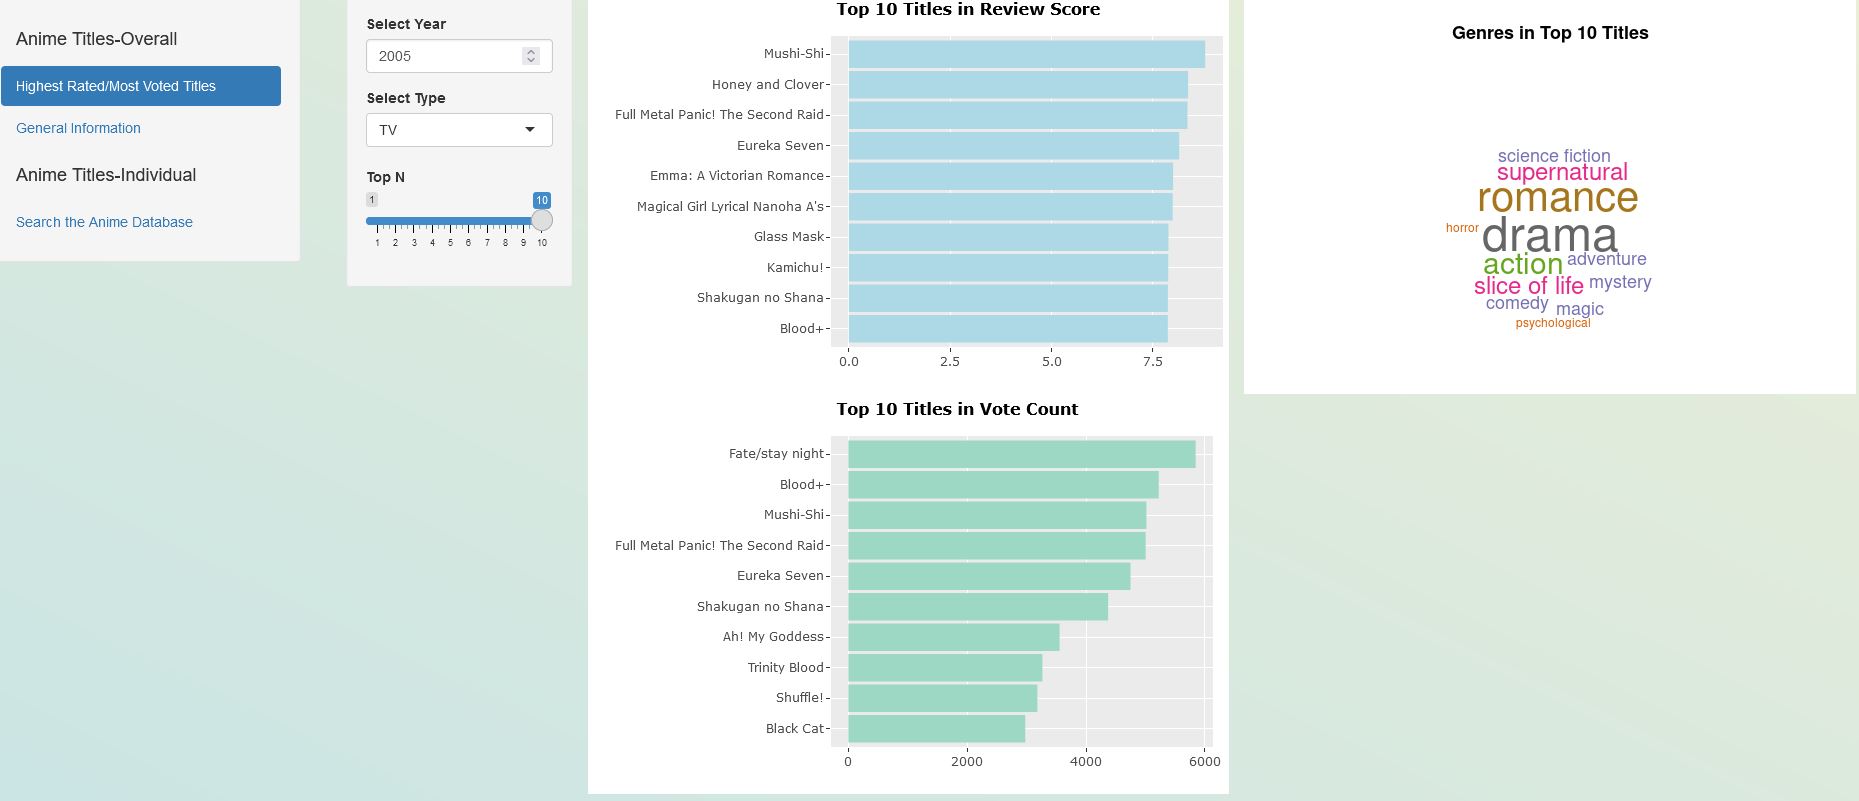 Anime Titles-Overall
Highest Rated/Most Voted Titles
General Information
Anime Titles-Individual
Search the Anime Database
Select Year
2005
Select Type
TV
Top N
1
10
1 2 3 4 5 6 7 8 9 10
Top 10 Titles in Review Score
Mushi-Shi
Honey and Clover
Full Metal Panic! The Second Raid
Eureka Seven
Emma: A Victorian Romance
Magical Girl Lyrical Nanoha A's
Glass Mask
Kamichu!
Shakugan no Shana
Blood+
0.0 2.5 5.0 7.5
Top 10 Titles in Vote Count
Fate/stay night
Blood+
Mushi-Shi
Full Metal Panic! The Second Raid
Eureka Seven
Shakugan no Shana
Ah! My Goddess
Trinity Blood
Shuffle!
Black Cat
0 2000 4000 6000
Genres in Top 10 Titles
science fiction
supernatural
romance
horror
drama
action adventure
slice of life mystery
comedy magic
psychological